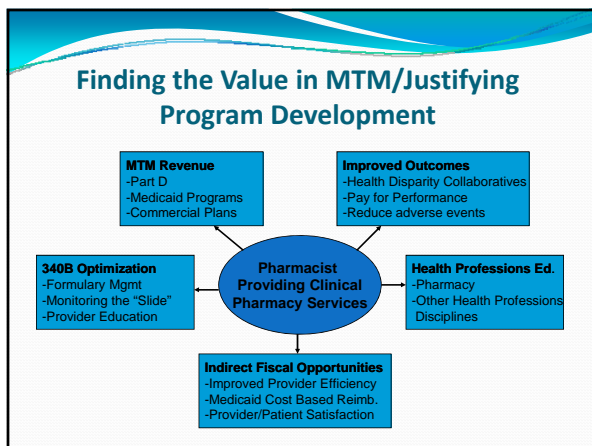 Finding the Value in MTM/Justifying
Program Development
MTM Revenue
-Part D
-Medicaid Programs
-Commercial Plans
Improved Outcomes
-Health Disparity Collaboratives
-Pay for Performance
-Reduce adverse events
340B Optimization
-Formulary Mgmt
-Monitoring the “Slide”
-Provider Education
Pharmacist
Providing Clinical
Pharmacy Services
Health Professions Ed.
-Pharmacy
-Other Health Professions
Disciplines
Indirect Fiscal Opportunities
-Improved Provider Efficiency
-Medicaid Cost Based Reimb.
-Provider/Patient Satisfaction